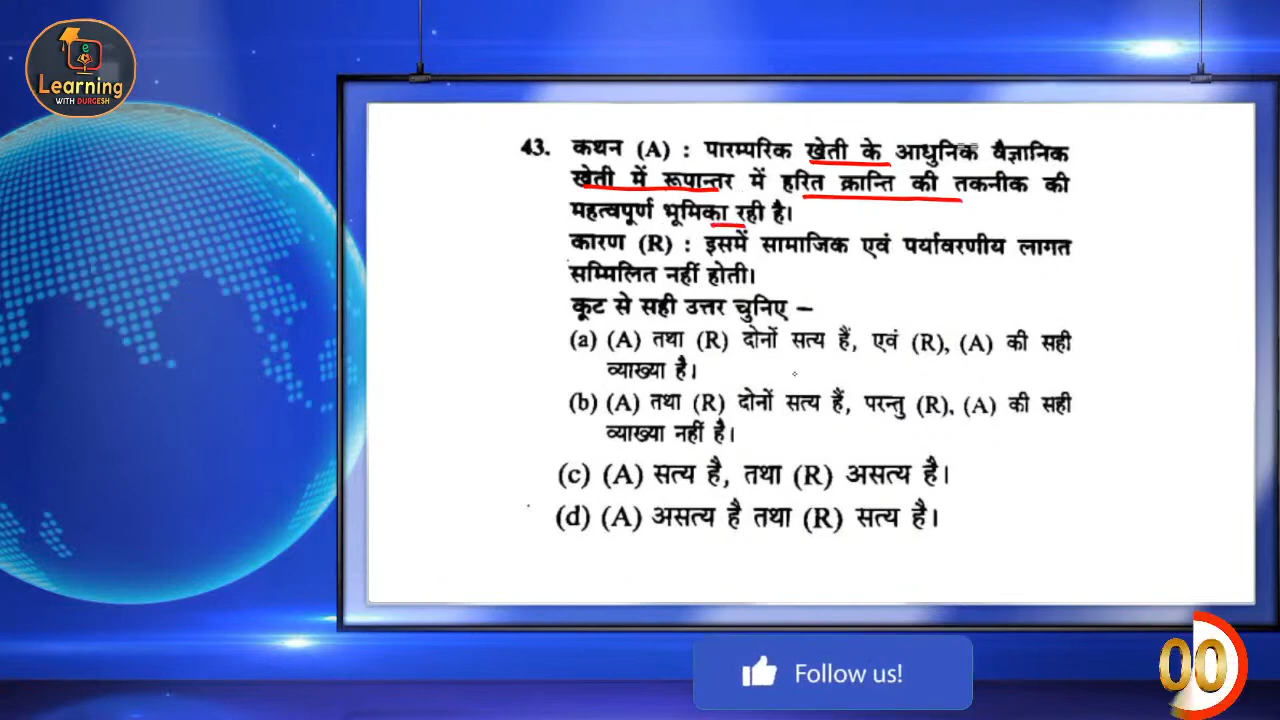 e
Learning
WITH DURGESH
43. कथन (A) : पारम्परिक खेती के आधुनिक वैज्ञानिक
खेती में रूपान्तर में हरित क्रान्ति की तकनीक की
महत्वपूर्ण भूमिका रही है।
कारण (R) : इसमें सामाजिक एवं पर्यावरणीय लागत
सम्मिलित नहीं होती।
कूट से सही उत्तर चुनिए –
(a) (A) तथा (R) दोनों सत्य हैं, एवं (R), (A) की सही
व्याख्या है।
(b) (A) तथा (R) दोनों सत्य हैं, परन्तु (R), (A) की सही
व्याख्या नहीं है।
(c) (A) सत्य है, तथा (R) असत्य है।
(d) (A) असत्य है तथा (R) सत्य है।
Follow us!
00